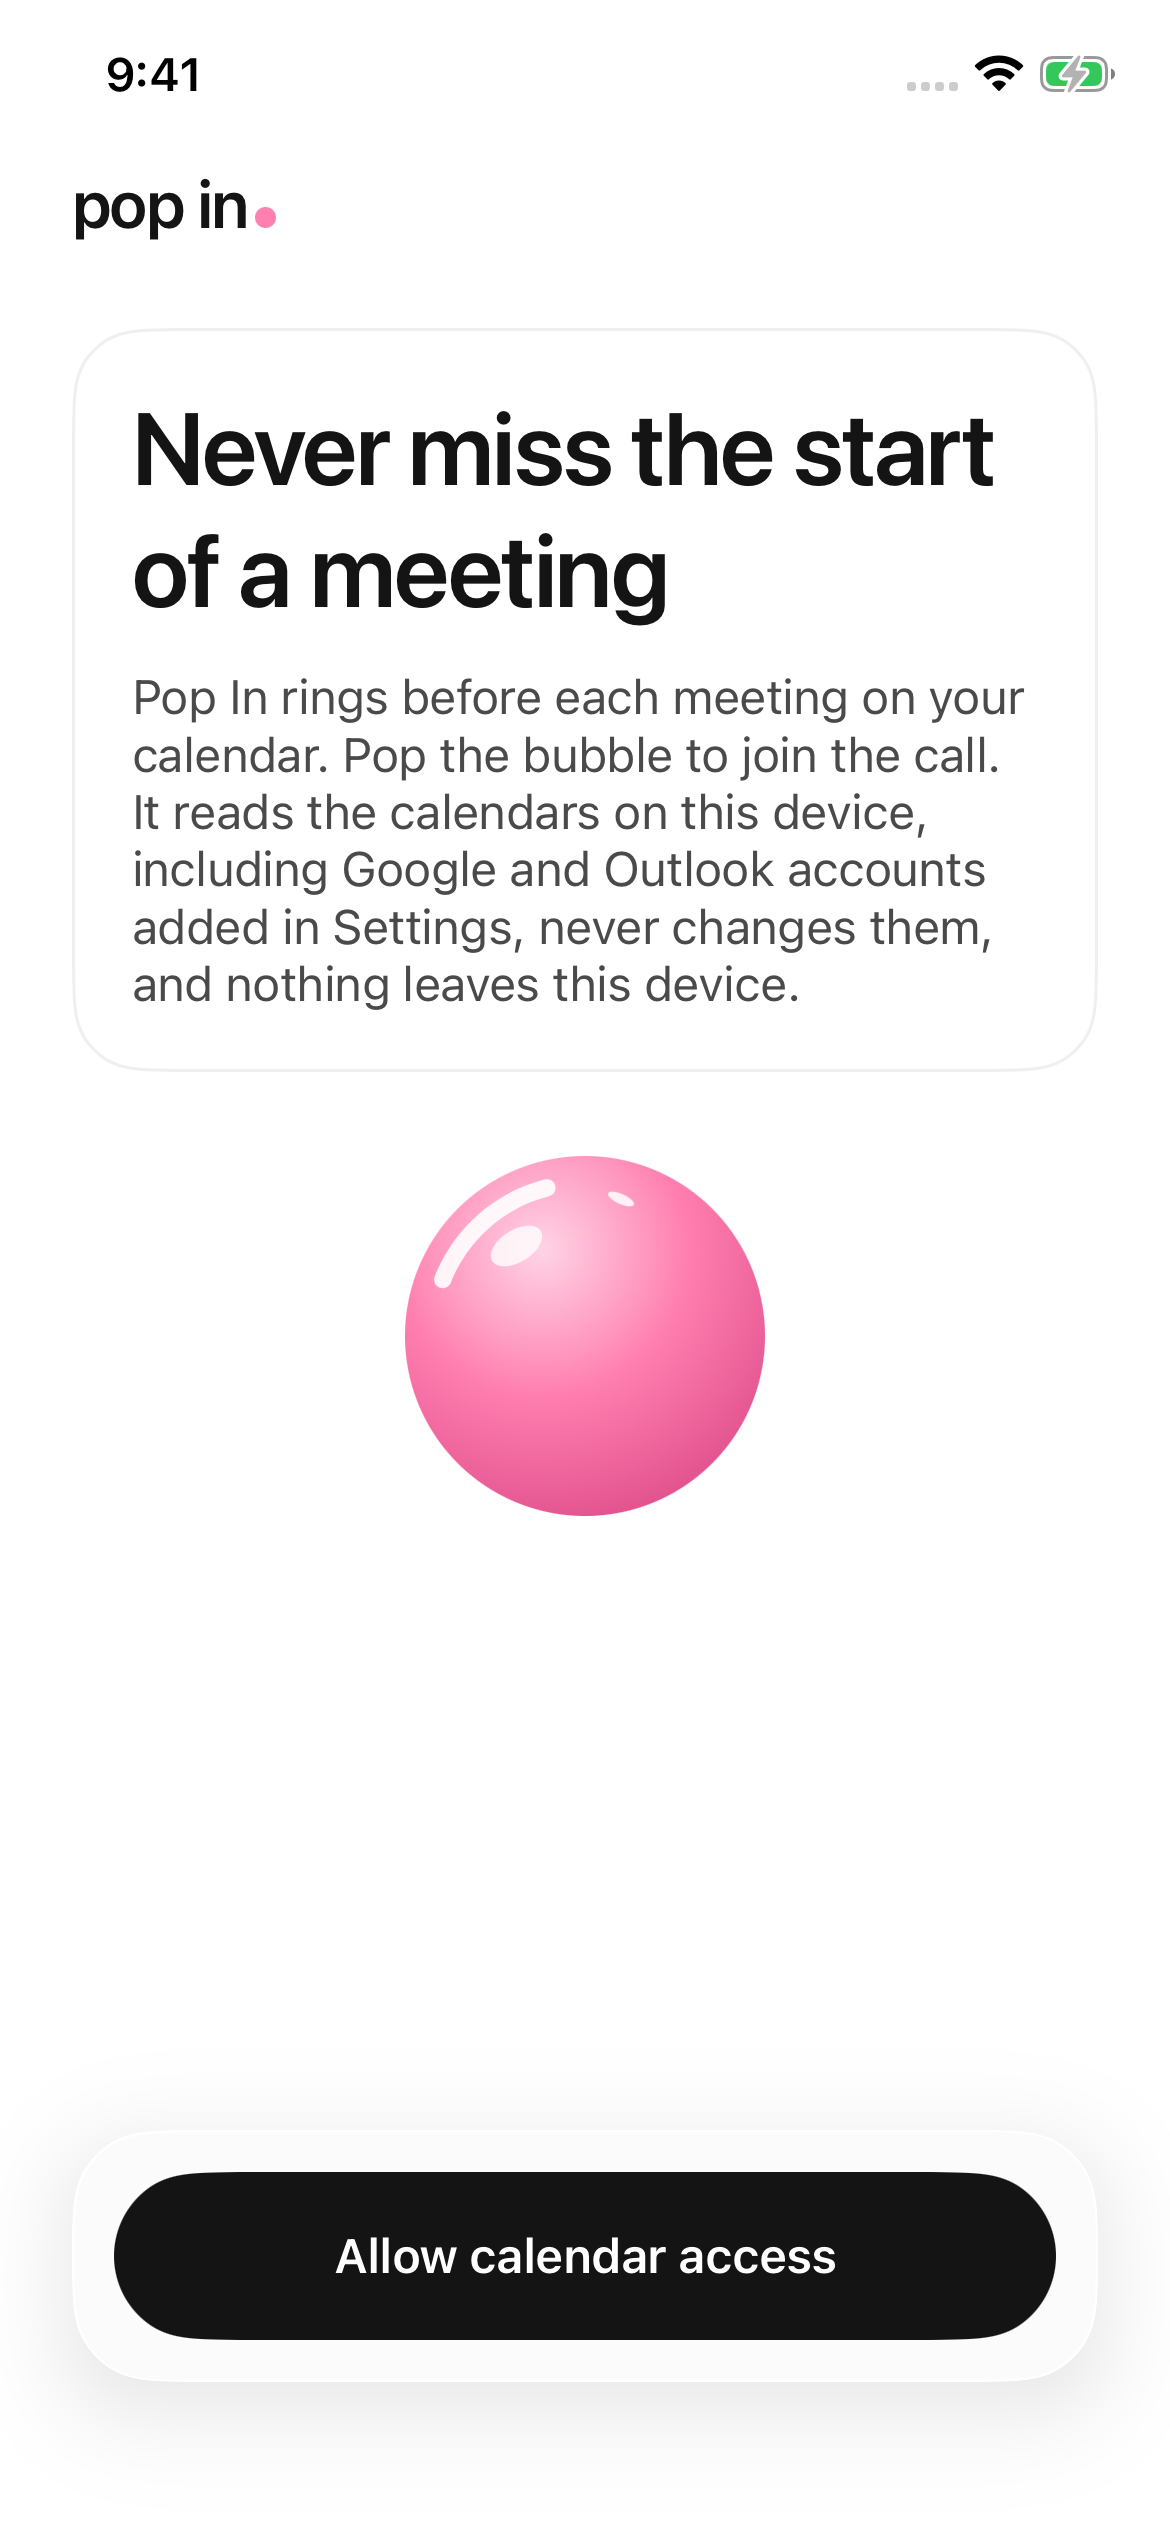 9:41
pop in
Never miss the start
of a meeting
Pop In rings before each meeting on your
calendar. Pop the bubble to join the call.
It reads the calendars on this device,
including Google and Outlook accounts
added in Settings, never changes them,
and nothing leaves this device.
Allow calendar access